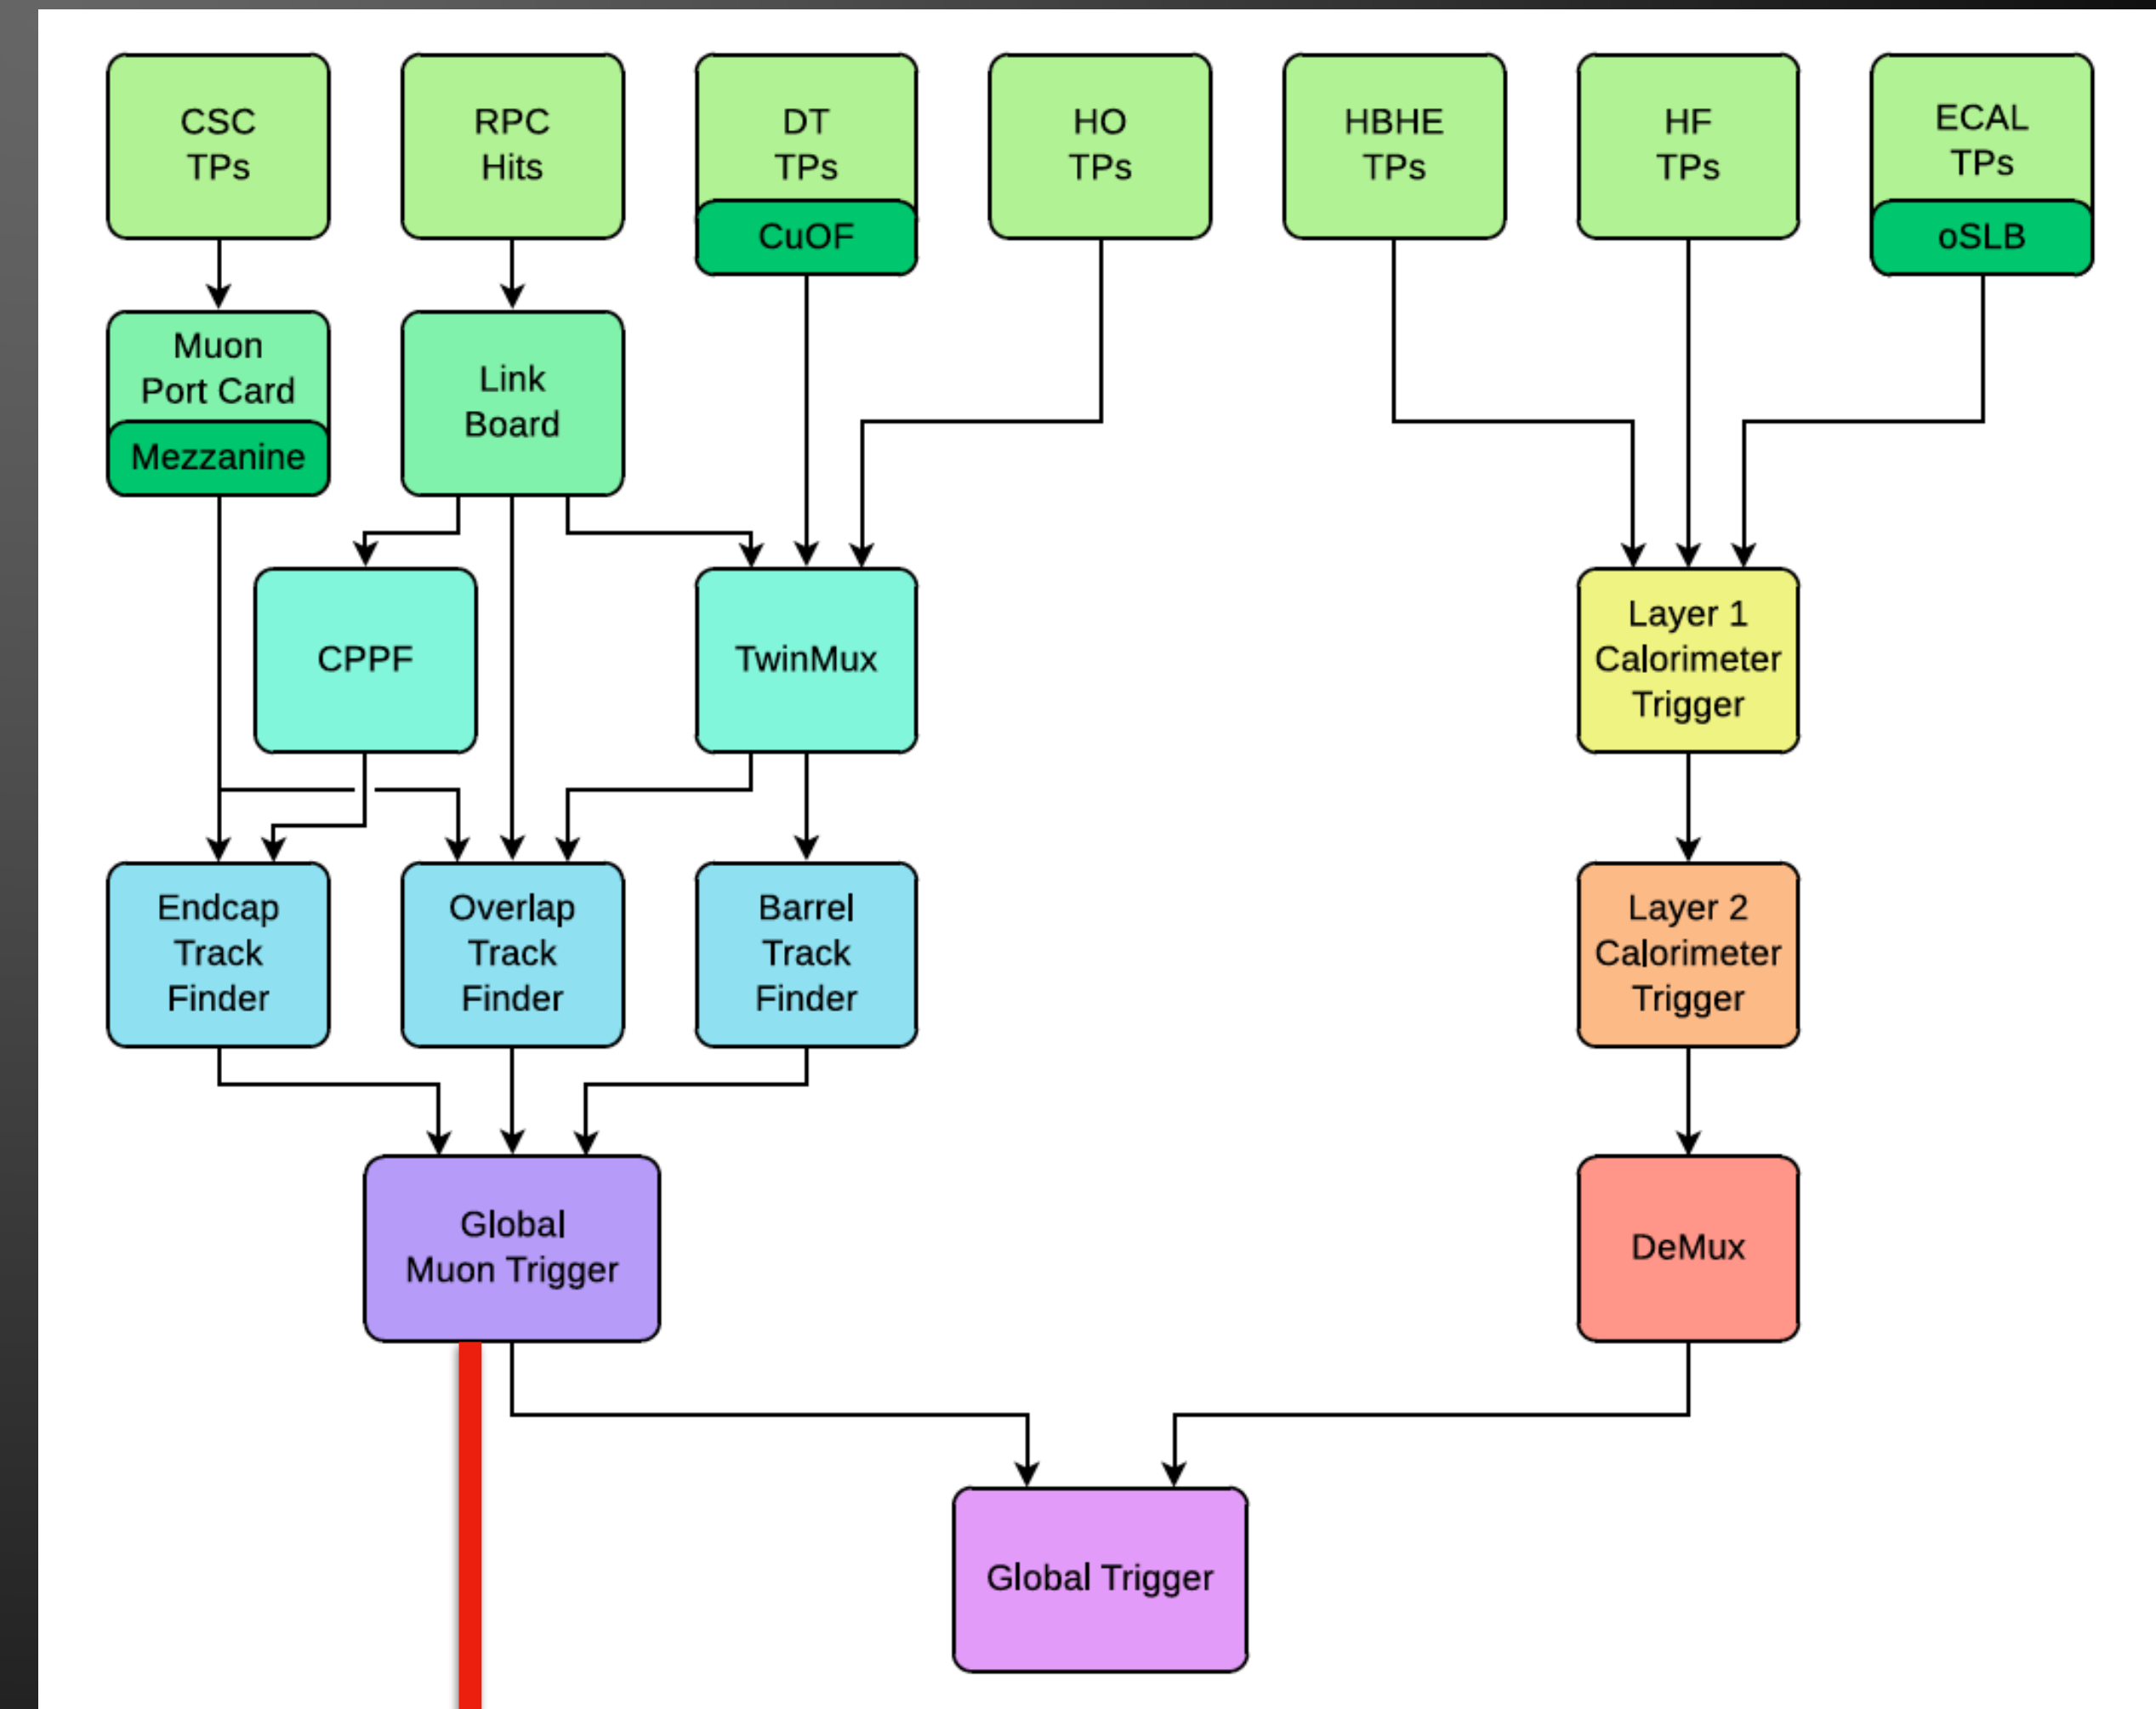 CSC
TPs
RPC
Hits
DT
TPs
CuOF
HO
TPs
HBHE
TPs
HF
TPs
ECAL
TPs
oSLB
Muon
Port Card
Mezzanine
Link
Board
CPPF
TwinMux
Layer 1
Calorimeter
Trigger
Endcap
Track
Finder
Overlap
Track
Finder
Barrel
Track
Finder
Layer 2
Calorimeter
Trigger
Global
Muon Trigger
DeMux
Global Trigger